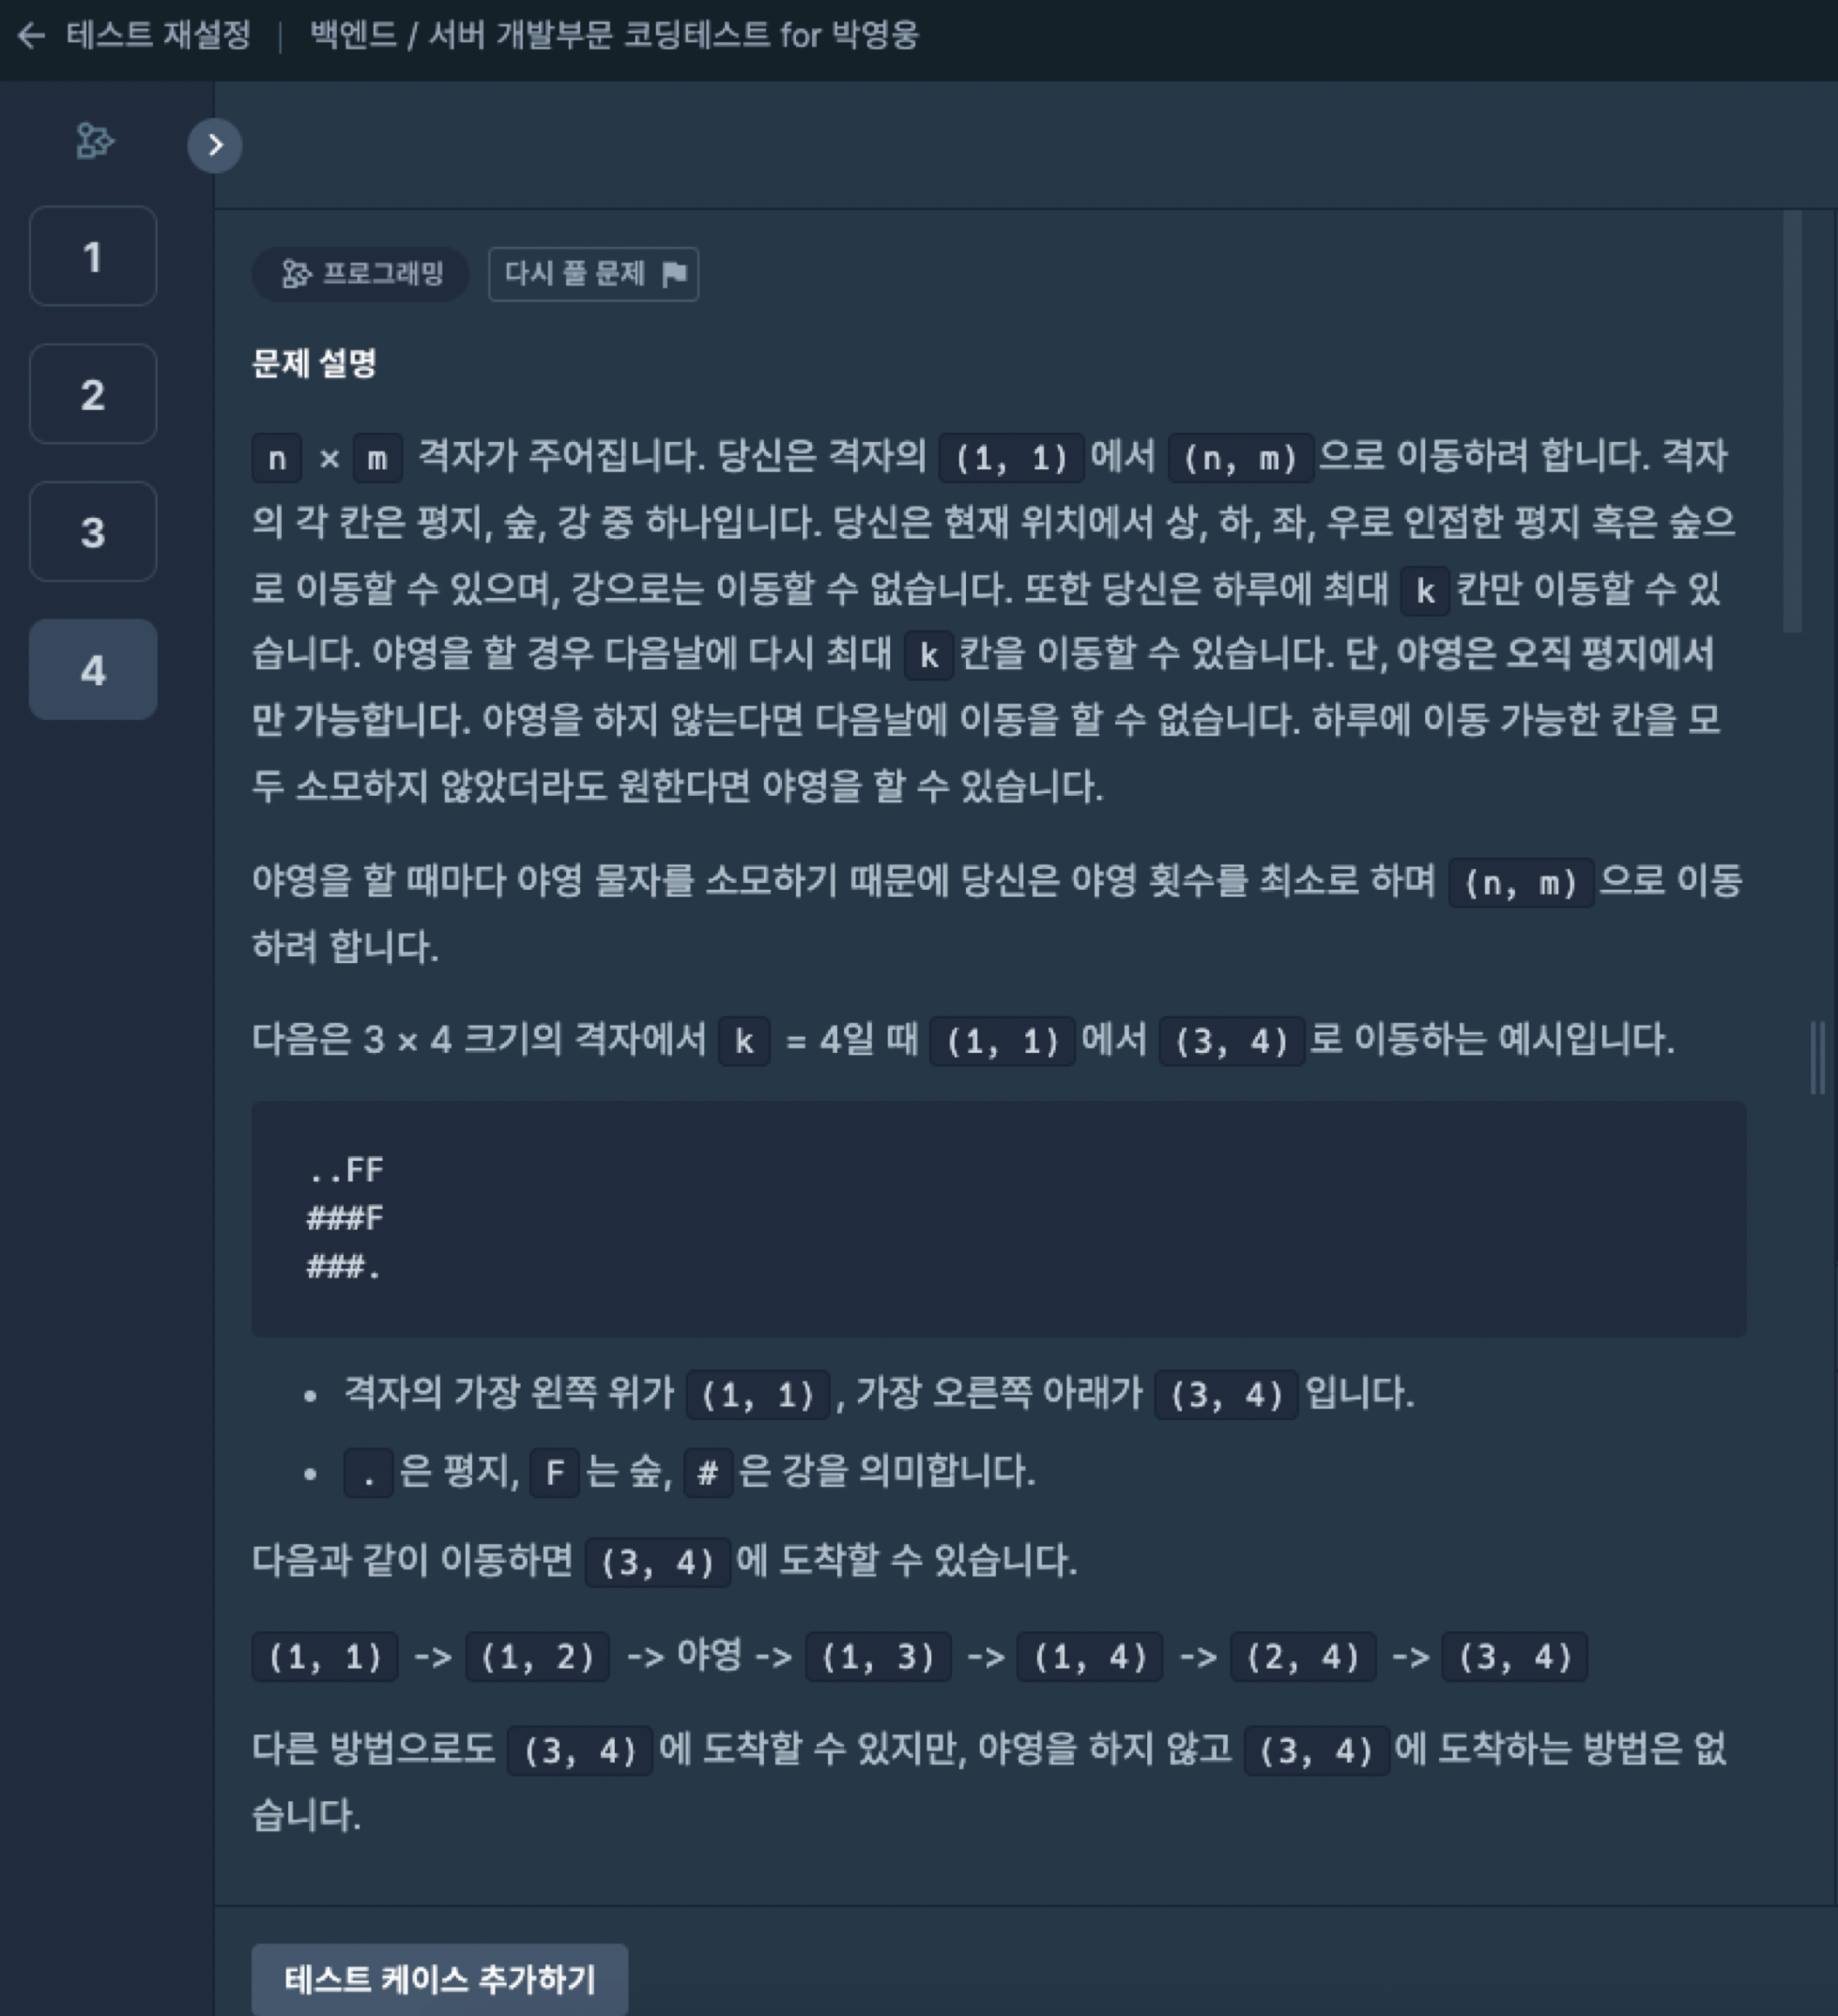 ← 테스트 재설정 | 백엔드 / 서버 개발부문 코딩테스트 for 박영웅
1
2
3
4
프로그래밍 다시 풀 문제
문제 설명
n × m 격자가 주어집니다. 당신은 격자의 (1, 1) 에서 (n, m) 으로 이동하려 합니다. 격자
의 각 칸은 평지, 숲, 강 중 하나입니다. 당신은 현재 위치에서 상, 하, 좌, 우로 인접한 평지 혹은 숲으
로 이동할 수 있으며, 강으로는 이동할 수 없습니다. 또한 당신은 하루에 최대 k 칸만 이동할 수 있
습니다. 야영을 할 경우 다음날에 다시 최대 k 칸을 이동할 수 있습니다. 단, 야영은 오직 평지에서
만 가능합니다. 야영을 하지 않는다면 다음날에 이동을 할 수 없습니다. 하루에 이동 가능한 칸을 모
두 소모하지 않았더라도 원한다면 야영을 할 수 있습니다.
야영을 할 때마다 야영 물자를 소모하기 때문에 당신은 야영 횟수를 최소로 하며 (n, m) 으로 이동
하려 합니다.
다음은 3 × 4 크기의 격자에서 k = 4일 때 (1, 1) 에서 (3, 4) 로 이동하는 예시입니다.
..FF
###F
###.
• 격자의 가장 왼쪽 위가 (1, 1) , 가장 오른쪽 아래가 (3, 4) 입니다.
• . 은 평지, F 는 숲, # 은 강을 의미합니다.
다음과 같이 이동하면 (3, 4) 에 도착할 수 있습니다.
(1, 1) -> (1, 2) -> 야영 -> (1, 3) -> (1, 4) -> (2, 4) -> (3, 4)
다른 방법으로도 (3, 4) 에 도착할 수 있지만, 야영을 하지 않고 (3, 4) 에 도착하는 방법은 없
습니다.
테스트 케이스 추가하기